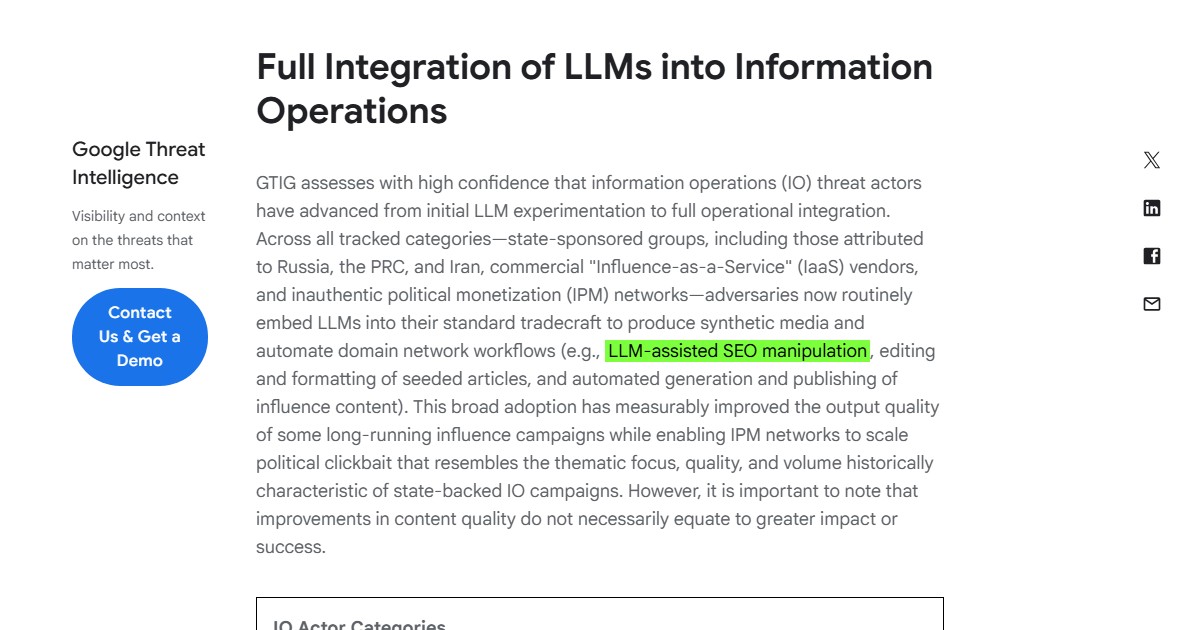 Full Integration of LLMs into Information
Operations
Google Threat
Intelligence
Visibility and context
on the threats that
matter most.
Contact
Us & Get a
Demo
GTIG assesses with high confidence that information operations (IO) threat actors
have advanced from initial LLM experimentation to full operational integration.
Across all tracked categories—state-sponsored groups, including those attributed
to Russia, the PRC, and Iran, commercial "Influence-as-a-Service" (IaaS) vendors,
and inauthentic political monetization (IPM) networks—adversaries now routinely
embed LLMs into their standard tradecraft to produce synthetic media and
automate domain network workflows (e.g., LLM-assisted SEO manipulation, editing
and formatting of seeded articles, and automated generation and publishing of
influence content). This broad adoption has measurably improved the output quality
of some long-running influence campaigns while enabling IPM networks to scale
political clickbait that resembles the thematic focus, quality, and volume historically
characteristic of state-backed IO campaigns. However, it is important to note that
improvements in content quality do not necessarily equate to greater impact or
success.
IO Actor Categories